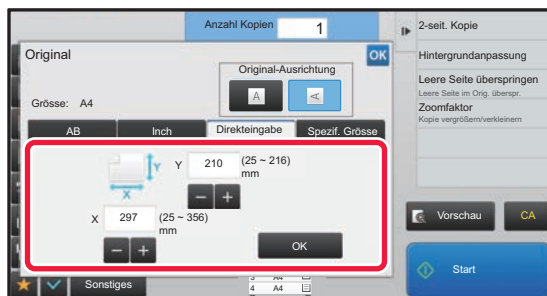 Anzahl Kopien 1
2-seit. Kopie
Original
OK
Hintergrundanpassung
Original-Ausrichtung
Leere Seite überspringen
Leere Seite im Orig. überspr.
A
A
Zoomfaktor
Kopie vergrößern/verkleinern
Grösse: A4
AB
Inch
Direkteingabe
Spezif. Grösse
Y
X
Y 210 (25 ~ 216)
mm
X 297 (25 ~ 356)
mm
OK
Vorschau
CA
Sonstiges
3 A4
4 A4
Start